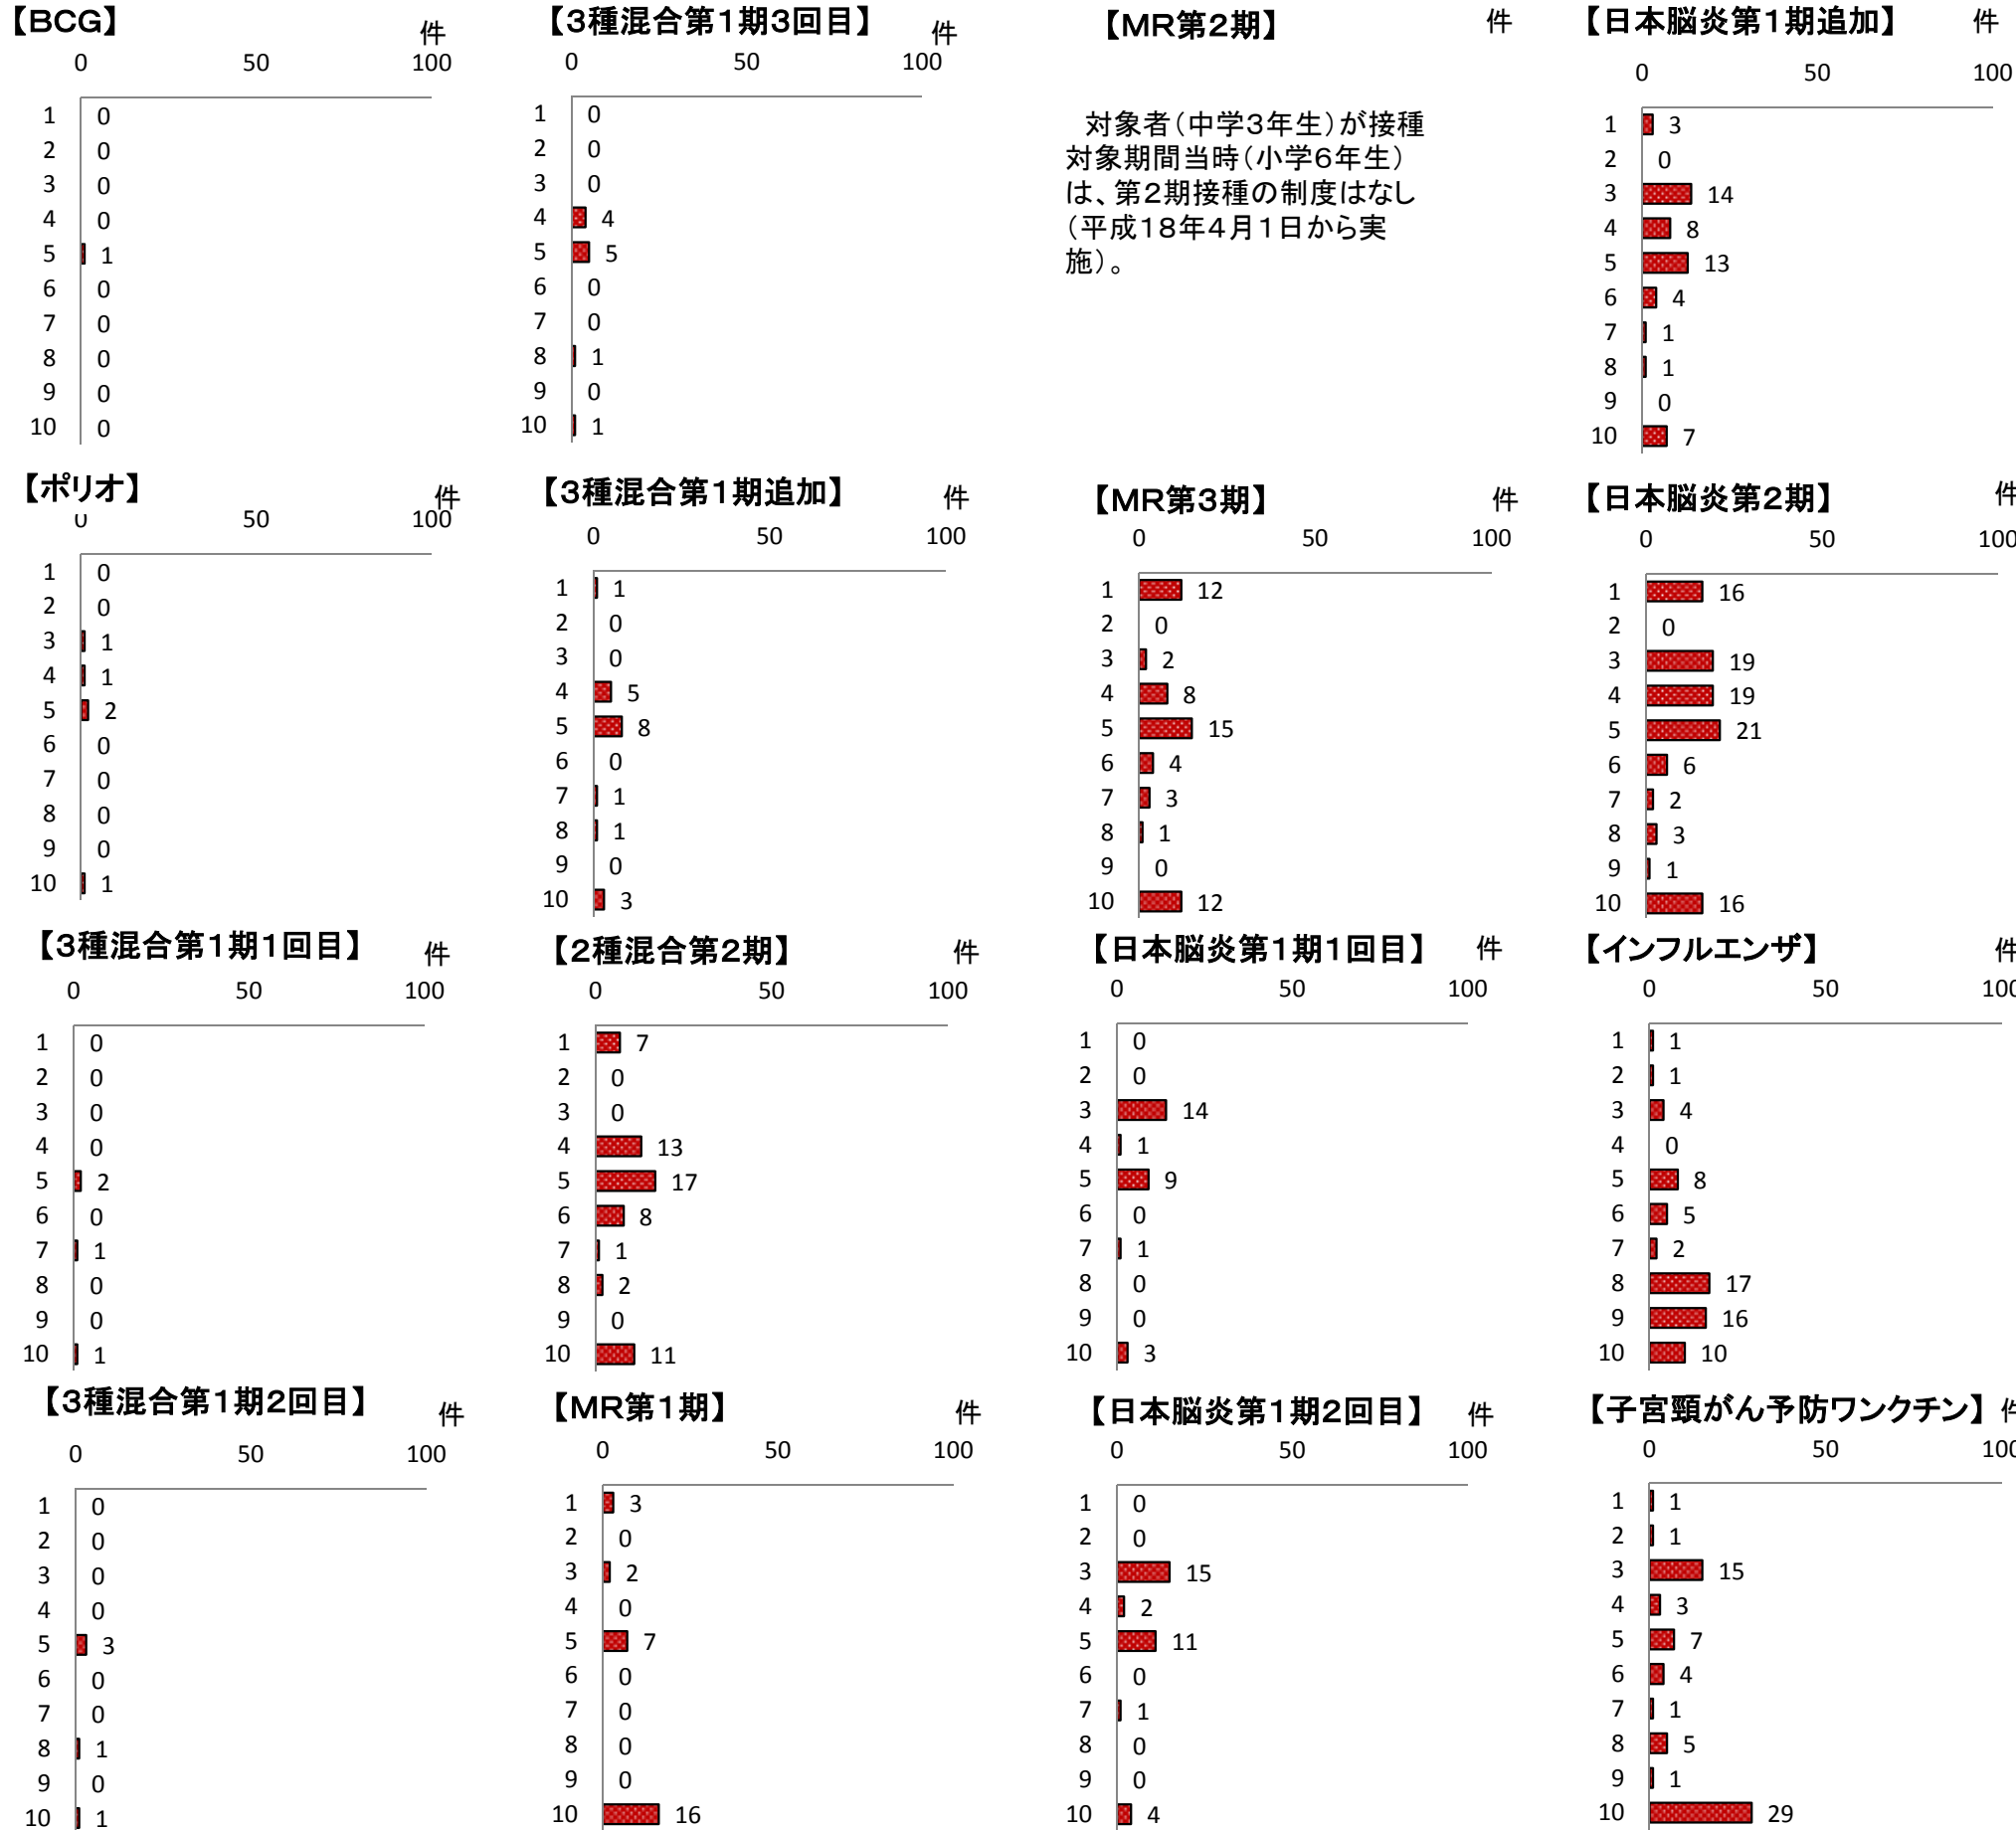 【BCG】
件
0 50 100
1 0
2 0
3 0
4 0
5 1
6 0
7 0
8 0
9 0
10 0
【ポリオ】
件
0 50 100
1 0
2 0
3 1
4 1
5 2
6 0
7 0
8 0
9 0
10 1
【3種混合第1期1回目】
件
0 50 100
1 0
2 0
3 0
4 0
5 2
6 0
7 1
8 0
9 0
10 1
【3種混合第1期2回目】
件
0 50 100
1 0
2 0
3 0
4 0
5 3
6 0
7 0
8 1
9 0
10 1
【3種混合第1期3回目】
件
0 50 100
1 0
2 0
3 0
4 4
5 5
6 0
7 0
8 1
9 0
10 1
【3種混合第1期追加】
件
0 50 100
1 1
2 0
3 0
4 5
5 8
6 0
7 1
8 1
9 0
10 3
【2種混合第2期】
件
0 50 100
1 7
2 0
3 0
4 13
5 17
6 8
7 1
8 2
9 0
10 11
【MR第1期】
件
0 50 100
1 3
2 0
3 2
4 0
5 7
6 0
7 0
8 0
9 0
10 16
【MR第2期】
件
対象者(中学3年生)が接種
対象期間当時(小学6年生)
は、第2期接種の制度はなし
(平成18年4月1日から実
施)。
【MR第3期】
件
0 50 100
1 12
2 0
3 2
4 8
5 15
6 4
7 3
8 1
9 0
10 12
【日本脳炎第1期1回目】
件
0 50 100
1 0
2 0
3 14
4 1
5 9
6 0
7 1
8 0
9 0
10 3
【日本脳炎第1期2回目】
件
0 50 100
1 0
2 0
3 15
4 2
5 11
6 0
7 1
8 0
9 0
10 4
【日本脳炎第1期追加】
件
0 50 100
1 3
2 0
3 14
4 8
5 13
6 4
7 1
8 1
9 0
10 7
【日本脳炎第2期】
件
0 50 100
1 16
2 0
3 19
4 19
5 21
6 6
7 2
8 3
9 1
10 16
【インフルエンザ】
件
0 50 100
1 1
2 1
3 4
4 0
5 8
6 5
7 2
8 17
9 16
10 10
【子宮頸がん予防ワンクチン】
件
0 50 100
1 1
2 1
3 15
4 3
5 7
6 4
7 1
8 5
9 1
10 29